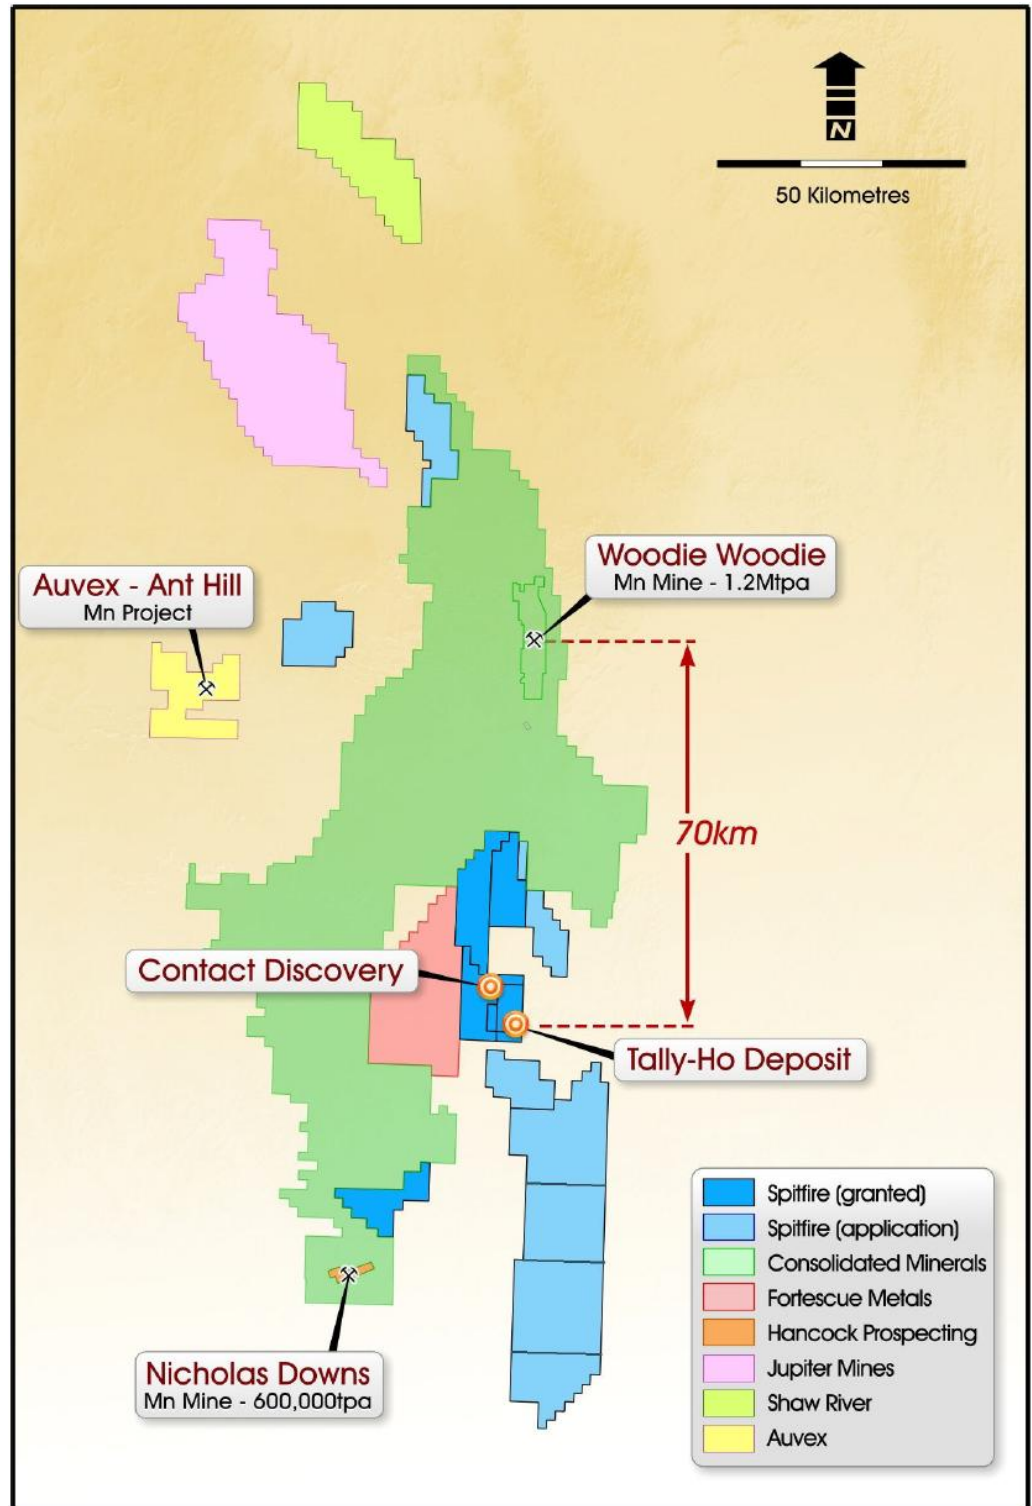 N
50 Kilometres
Woodie Woodie
Mn Mine - 1.2Mtpa
Auvex - Ant Hill
Mn Project
70km
Contact Discovery
Tally-Ho Deposit
Spitfire (granted)
Spitfire (application)
Consolidated Minerals
Fortescue Metals
Hancock Prospecting
Jupiter Mines
Shaw River
Auvex
Nicholas Downs
Mn Mine - 600,000tpa